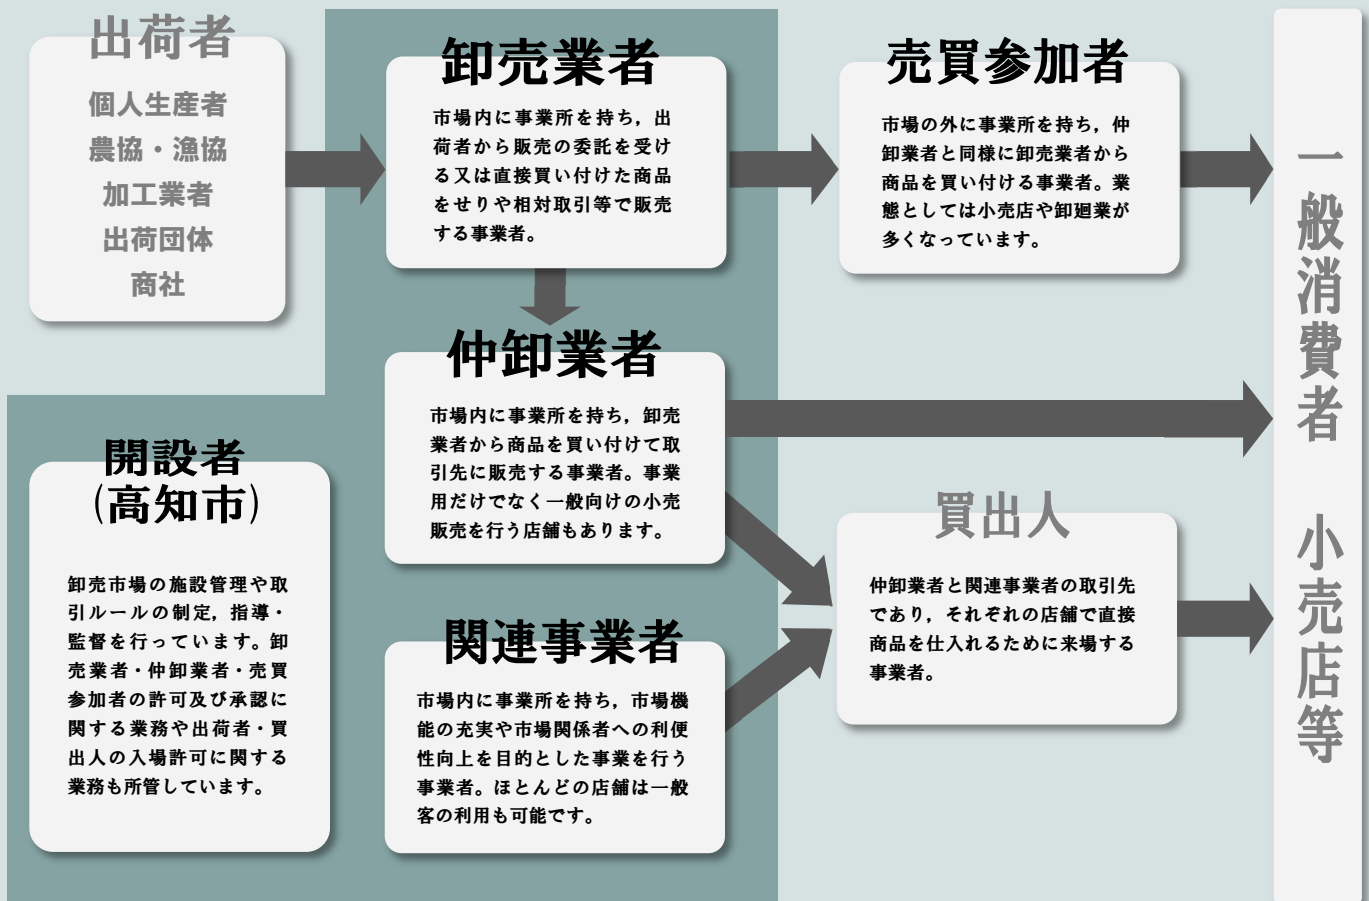 出荷者
個人生産者
農協・漁協
加工業者
出荷団体
商社
卸売業者
市場内に事業所を持ち，出
荷者から販売の委託を受け
る又は直接買い付けた商品
をせりや相対取引等で販売
する事業者。
売買参加者
市場の外に事業所を持ち，仲
卸業者と同様に卸売業者から
商品を買い付ける事業者。業
態としては小売店や卸廻業が
多くなっています。
仲卸業者
市場内に事業所を持ち，卸売
業者から商品を買い付けて取
引先に販売する事業者。事業
用だけでなく一般向けの小売
販売を行う店舗もあります。
開設者
(高知市)
卸売市場の施設管理や取
引ルールの制定，指導・
監督を行っています。卸
売業者・仲卸業者・売買
参加者の許可及び承認に
関する業務や出荷者・買
出人の入場許可に関する
業務も所管しています。
関連事業者
市場内に事業所を持ち，市場機
能の充実や市場関係者への利便
性向上を目的とした事業を行う
事業者。ほとんどの店舗は一般
客の利用も可能です。
買出人
仲卸業者と関連事業者の取引先
であり，それぞれの店舗で直接
商品を仕入れるために来場する
事業者。
一般消費者　小売店等